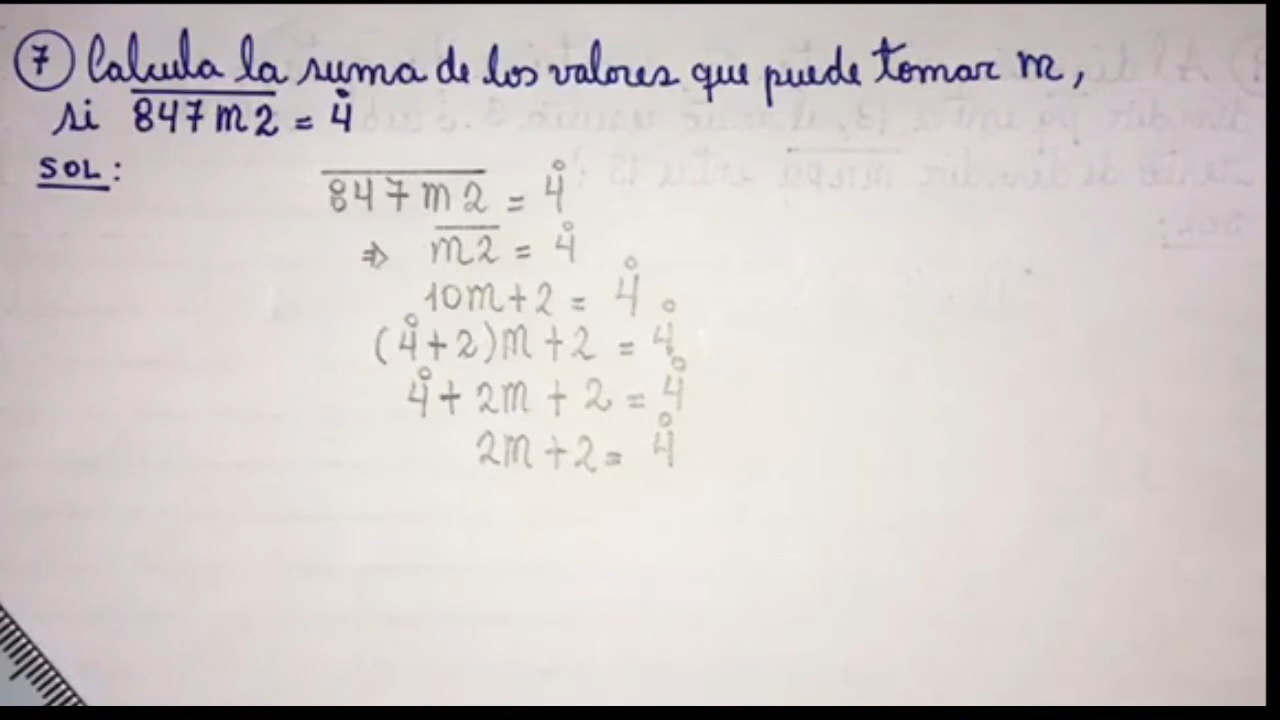 7 Calcula la suma de los valores que puede tomar m,
si 847m2 = 4̊
SOL:
847m2 = 4̊
⇒ m2 = 4̊
10m+2 = 4̊
(4̊+2)m+2 = 4̊
4̊+2m+2 = 4̊
2m+2 = 4̊